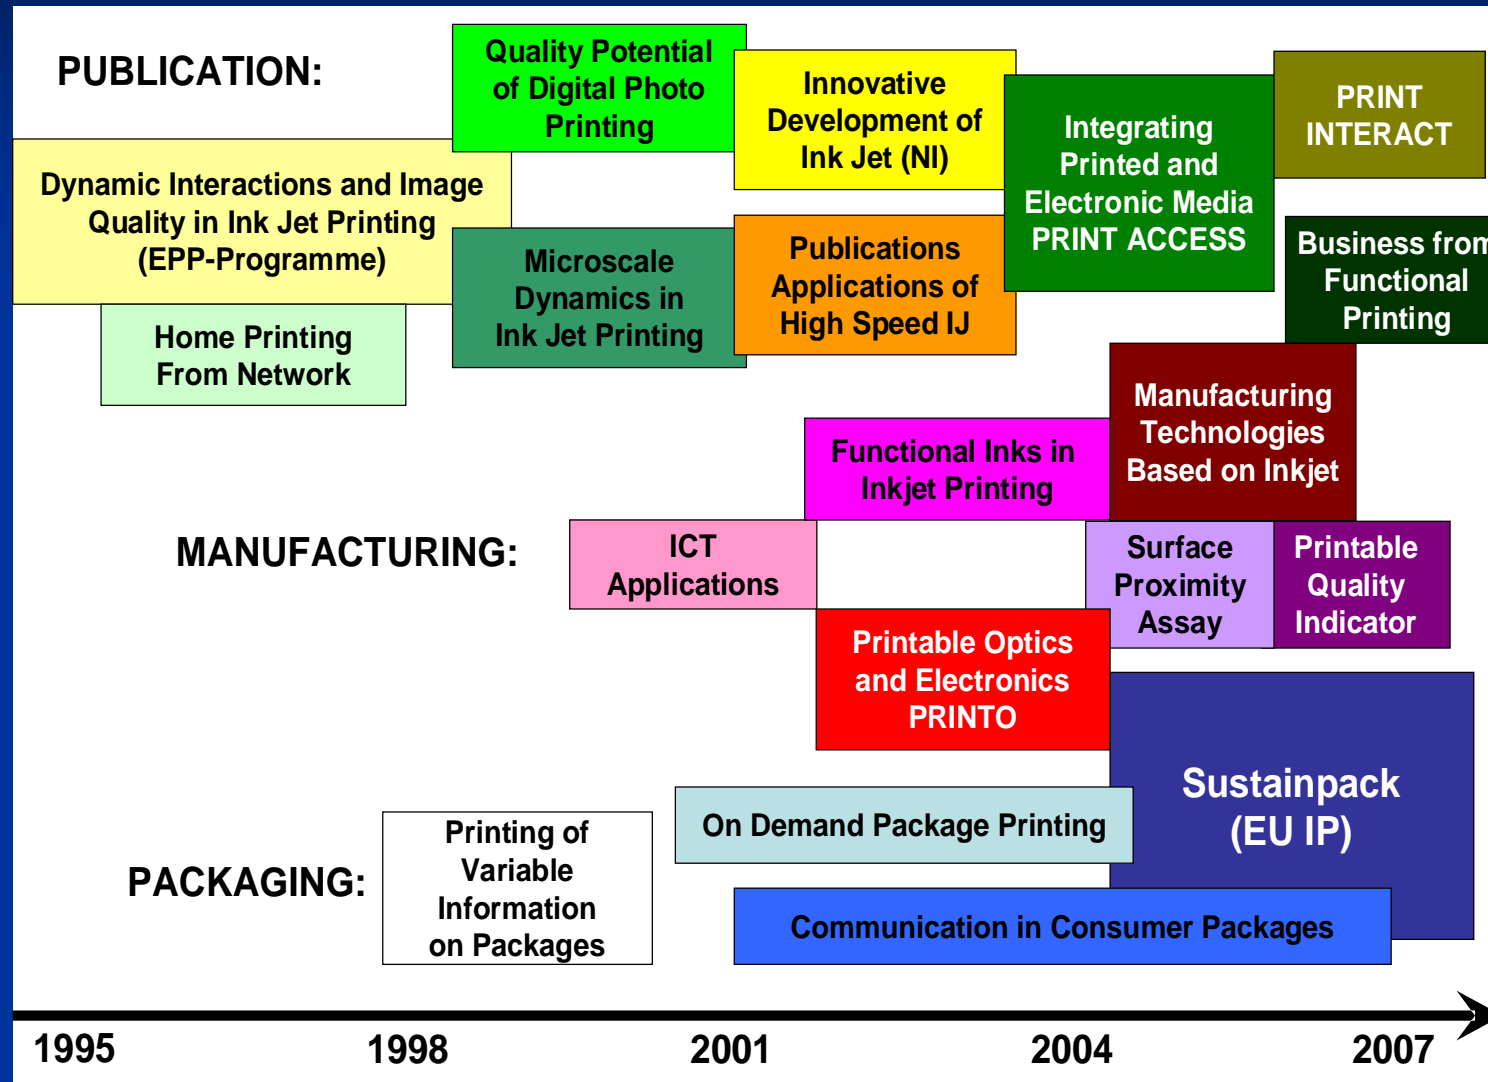 PUBLICATION:
Quality Potential
of Digital Photo
Printing
Innovative
Development of
Ink Jet (NI)
Integrating
Printed and
Electronic Media
PRINT ACCESS
PRINT
INTERACT
Dynamic Interactions and Image
Quality in Ink Jet Printing
(EPP-Programme)
Microscale
Dynamics in
Ink Jet Printing
Publications
Applications of
High Speed IJ
Business from
Functional
Printing
Home Printing
From Network
Manufacturing
Technologies
Based on Inkjet
Functional Inks in
Inkjet Printing
MANUFACTURING:
ICT
Applications
Surface
Proximity
Assay
Printable
Quality
Indicator
Printable Optics
and Electronics
PRINTO
Sustainpack
(EU IP)
On Demand Package Printing
PACKAGING:
Printing of
Variable
Information
on Packages
Communication in Consumer Packages
1995 1998 2001 2004 2007